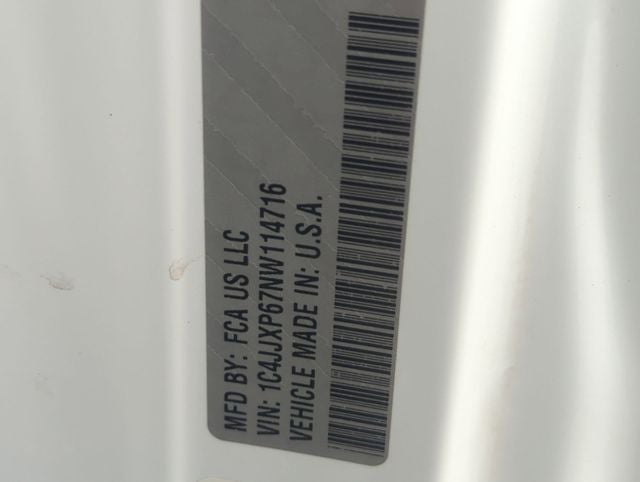 MFD BY: FCA US LLC
VIN: 1C4JJXP67NW114716
VEHICLE MADE IN: U.S.A.